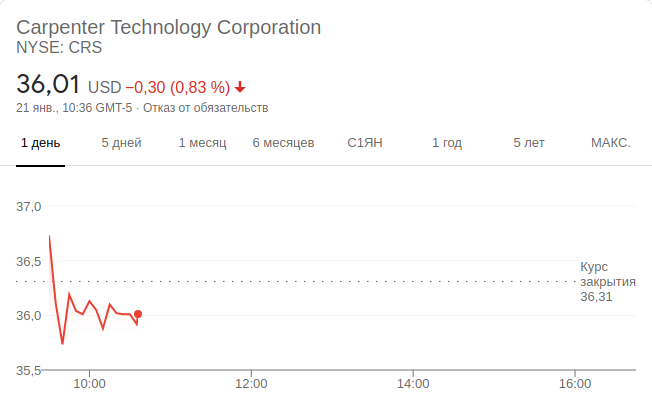 Carpenter Technology Corporation
NYSE: CRS
36,01 USD −0,30 (0,83 %)
21 янв., 10:36 GMT-5 · Отказ от обязательств
1 день 5 дней 1 месяц 6 месяцев С1ЯН 1 год 5 лет МАКС.
37,0
36,5
Курс
закрытия
36,31
36,0
35,5
10:00 12:00 14:00 16:00